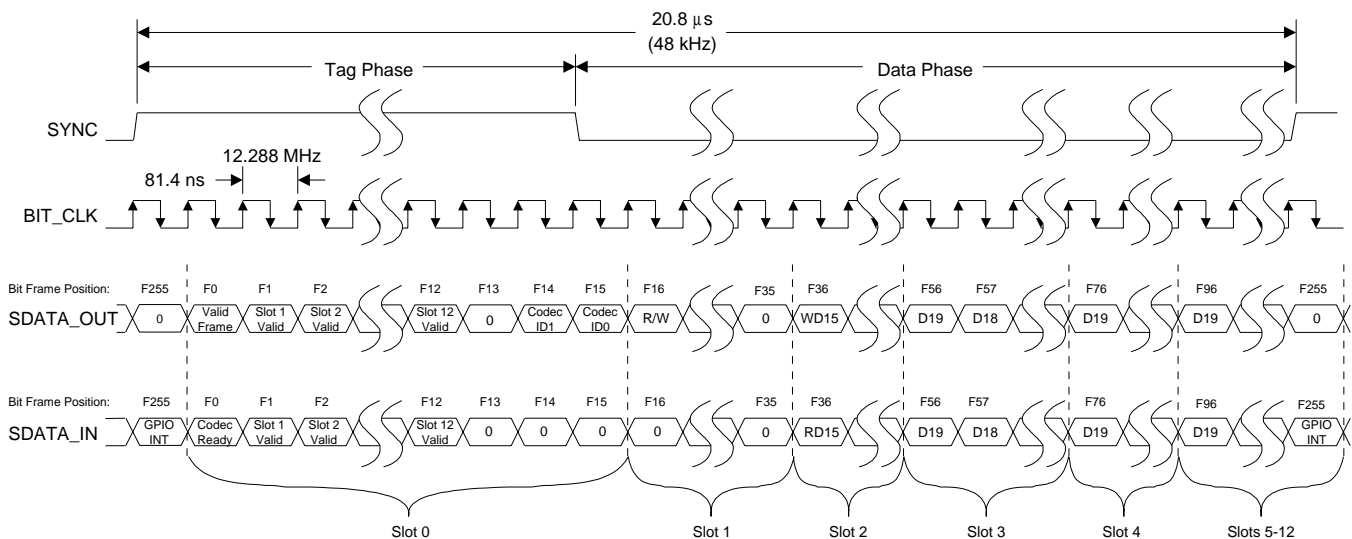 20.8 µs
(48 kHz)
Tag Phase
Data Phase
SYNC
12.288 MHz
81.4 ns
BIT_CLK
Bit Frame Position: F255 F0 F1 F2 F12 F13 F14 F15 F16 F35 F36 F56 F57 F76 F96 F255
SDATA_OUT 0 Valid Frame Slot 1 Valid Slot 2 Valid Slot 12 Valid 0 Codec ID1 Codec ID0 R/W 0 WD15 D19 D18 D19 D19 0
Bit Frame Position: F255 F0 F1 F2 F12 F13 F14 F15 F16 F35 F36 F56 F57 F76 F96 F255
SDATA_IN GPIO INT Codec Ready Slot 1 Valid Slot 2 Valid Slot 12 Valid 0 0 0 0 0 RD15 D19 D18 D19 D19 GPIO INT
Slot 0 Slot 1 Slot 2 Slot 3 Slot 4 Slots 5-12